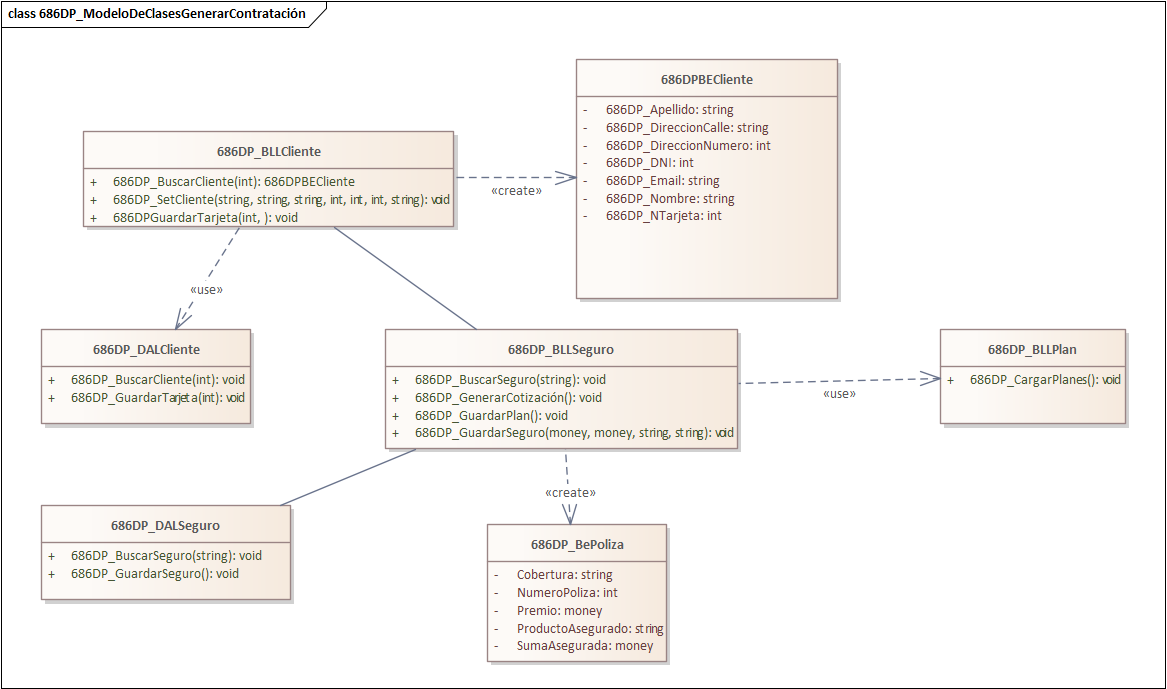 class 686DP_ModeloDeClasesGenerarContratación
686DPBECliente
- 686DP_Apellido: string
- 686DP_DireccionCalle: string
- 686DP_DireccionNumero: int
- 686DP_DNI: int
- 686DP_Email: string
- 686DP_Nombre: string
- 686DP_NTarjeta: int
686DP_BLLCliente
+ 686DP_BuscarCliente(int): 686DPBECliente
+ 686DP_SetCliente(string, string, string, int, int, int, string): void
+ 686DPGuardarTarjeta(int, ): void
«create»
«use»
686DP_DALCliente
+ 686DP_BuscarCliente(int): void
+ 686DP_GuardarTarjeta(int): void
686DP_BLLSeguro
+ 686DP_BuscarSeguro(string): void
+ 686DP_GenerarCotización(): void
+ 686DP_GuardarPlan(): void
+ 686DP_GuardarSeguro(money, money, string, string): void
686DP_BLLPlan
+ 686DP_CargarPlanes(): void
«use»
«create»
686DP_DALSeguro
+ 686DP_BuscarSeguro(string): void
+ 686DP_GuardarSeguro(): void
686DP_BePoliza
- Cobertura: string
- NumeroPoliza: int
- Premio: money
- ProductoAsegurado: string
- SumaAsegurada: money